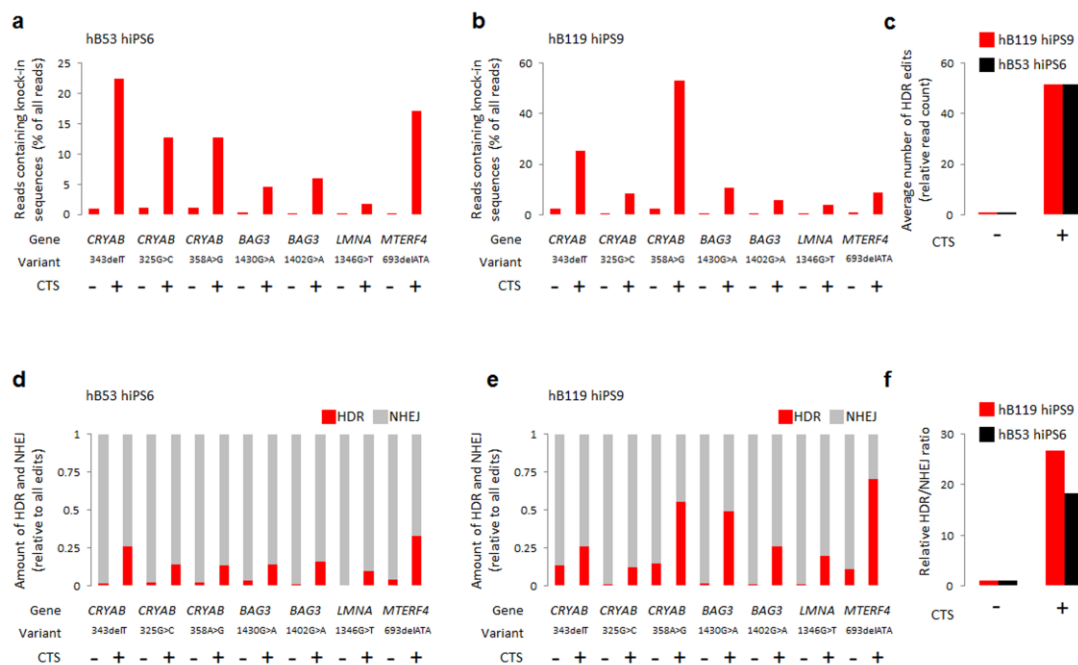 a
hB53 hiPS6
Reads containing knock-in
sequences (% of all reads)
25
20
15
10
5
0
Gene CRYAB CRYAB CRYAB BAG3 BAG3 LMNA MTERF4
Variant 343delT 325G>C 358A>G 1430G>A 1402G>A 1346G>T 693delATA
CTS − + − + − + − + − + − + − +
b
hB119 hiPS9
Reads containing knock-in
sequences (% of all reads)
60
40
20
0
Gene CRYAB CRYAB CRYAB BAG3 BAG3 LMNA MTERF4
Variant 343delT 325G>C 358A>G 1430G>A 1402G>A 1346G>T 693delATA
CTS − + − + − + − + − + − + − +
c
hB119 hiPS9
hB53 hiPS6
Average number of HDR edits
(relative read count)
60
40
20
0
CTS − +
d
hB53 hiPS6
HDR NHEJ
Amount of HDR and NHEJ
(relative to all edits)
1
0.75
0.5
0.25
0
Gene CRYAB CRYAB CRYAB BAG3 BAG3 LMNA MTERF4
Variant 343delT 325G>C 358A>G 1430G>A 1402G>A 1346G>T 693delATA
CTS − + − + − + − + − + − + − +
e
hB119 hiPS9
HDR NHEJ
Amount of HDR and NHEJ
(relative to all edits)
1
0.75
0.5
0.25
0
Gene CRYAB CRYAB CRYAB BAG3 BAG3 LMNA MTERF4
Variant 343delT 325G>C 358A>G 1430G>A 1402G>A 1346G>T 693delATA
CTS − + − + − + − + − + − + − +
f
hB119 hiPS9
hB53 hiPS6
Relative HDR/NHEJ ratio
30
20
10
0
CTS − +